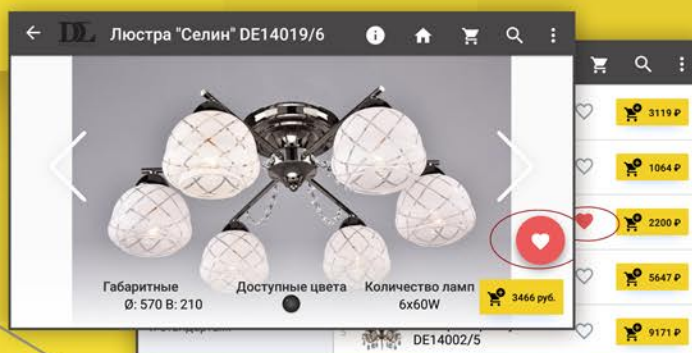 DL Люстра "Селин" DE14019/6
3119 ₽
1064 ₽
2200 ₽
5647 ₽
9171 ₽
Габаритные Доступные цвета Количество ламп
Ø: 570 В: 210 6x60W
3466 руб.
DE14002/5